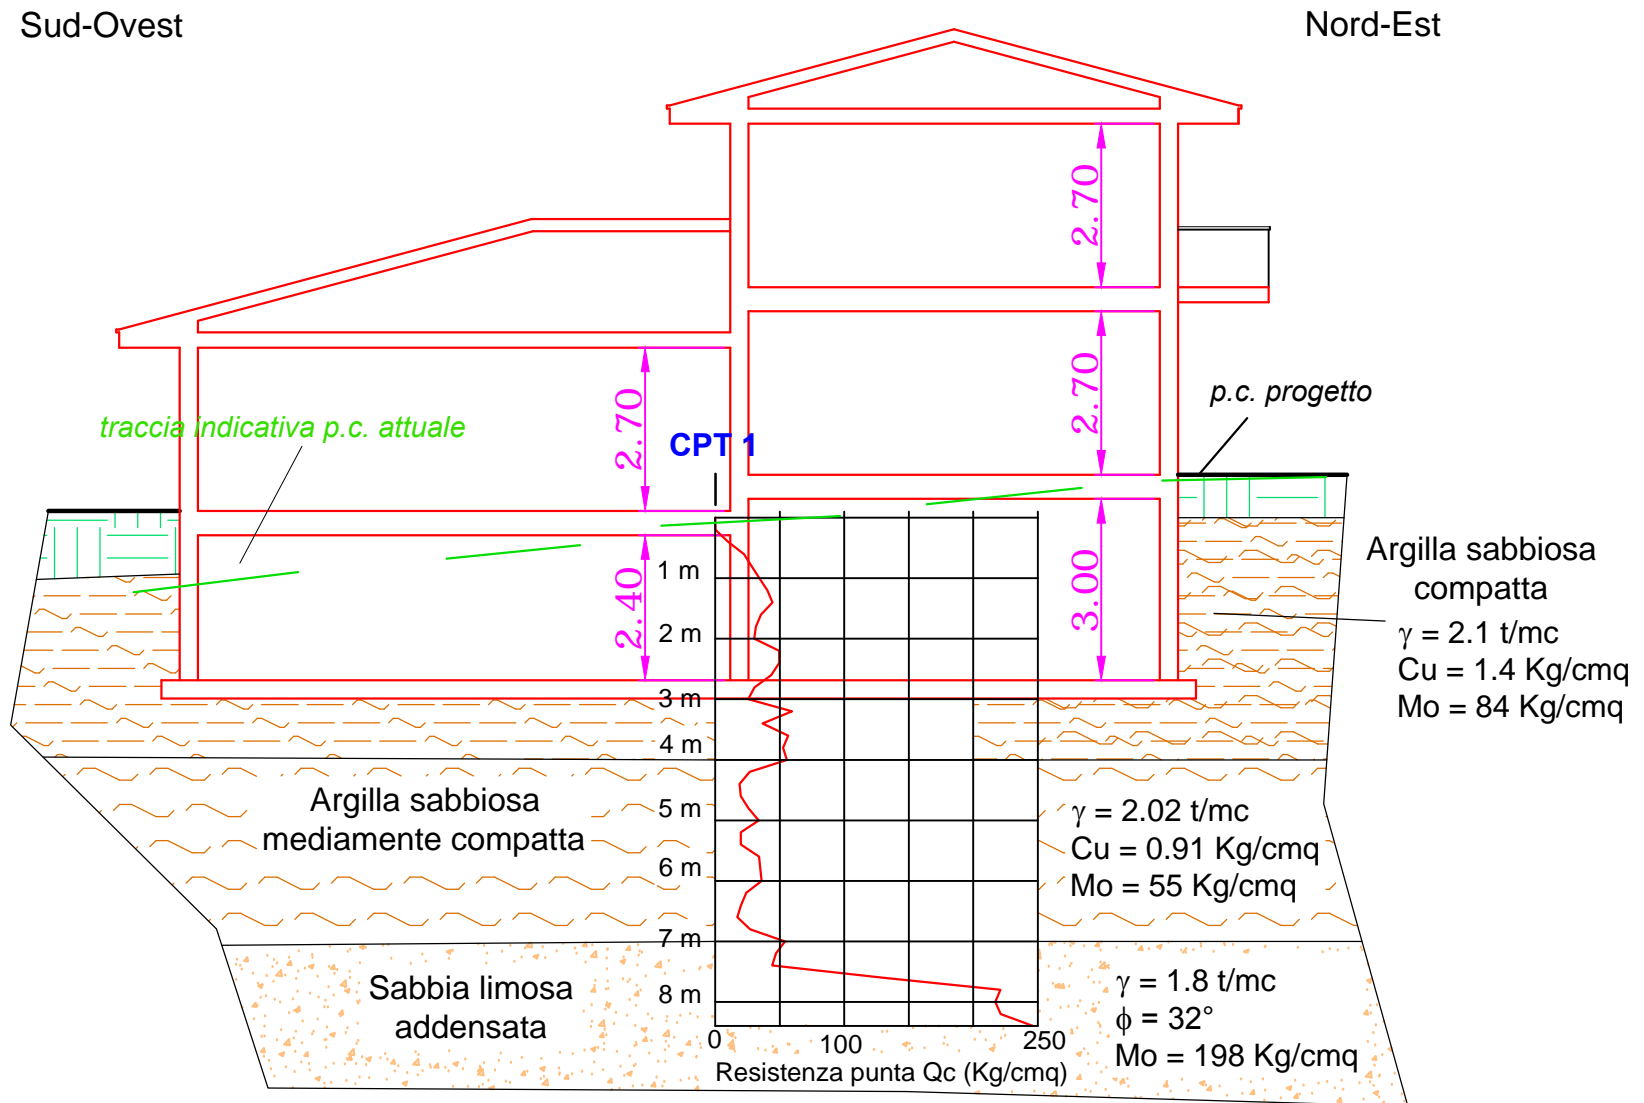 Sud-Ovest
Nord-Est
2.70
2.70
2.70
p.c. progetto
traccia indicativa p.c. attuale
CPT 1
2.40
3.00
1 m
2 m
3 m
4 m
5 m
6 m
7 m
8 m
Argilla sabbiosa
compatta
γ = 2.1 t/mc
Cu = 1.4 Kg/cmq
Mo = 84 Kg/cmq
Argilla sabbiosa
mediamente compatta
γ = 2.02 t/mc
Cu = 0.91 Kg/cmq
Mo = 55 Kg/cmq
Sabbia limosa
addensata
γ = 1.8 t/mc
ϕ = 32°
Mo = 198 Kg/cmq
0 100 250
Resistenza punta Qc (Kg/cmq)